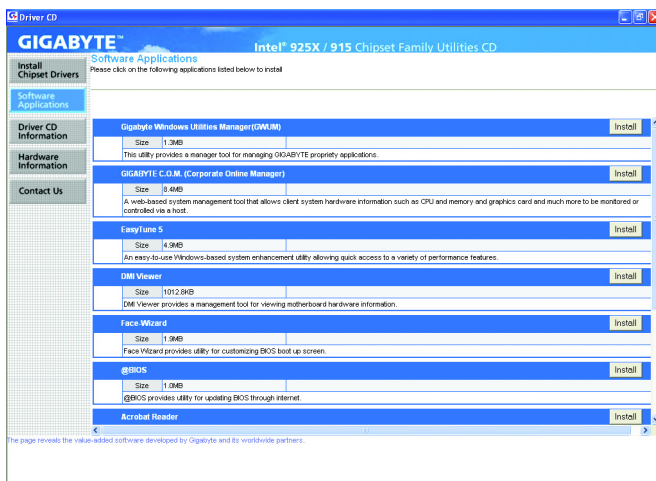 Driver CD
GIGABYTE™
Intel® 925X / 915 Chipset Family Utilities CD
Install
Chipset Drivers
Software
Applications
Driver CD
Information
Hardware
Information
Contact Us
Software Applications
Please click on the following applications listed below to install
Gigabyte Windows Utilities Manager(GWUM) Install
Size 1.3MB
This utility provides a manager tool for managing GIGABYTE propriety applications.
GIGABYTE C.O.M. (Corporate Online Manager) Install
Size 8.4MB
A web-based system management tool that allows client system hardware information such as CPU and memory and graphics card and much more to be monitored or
controlled via a host.
EasyTune 5 Install
Size 4.9MB
An easy-to-use Windows-based system enhancement utility allowing quick access to a variety of performance features.
DMI Viewer Install
Size 1012.8KB
DMI Viewer provides a management tool for viewing motherboard hardware information.
Face-Wizard Install
Size 1.9MB
Face Wizard provides utility for customizing BIOS boot up screen.
@BIOS Install
Size 1.0MB
@BIOS provides utility for updating BIOS through internet.
Acrobat Reader Install
The page reveals the value-added software developed by Gigabyte and its worldwide partners.